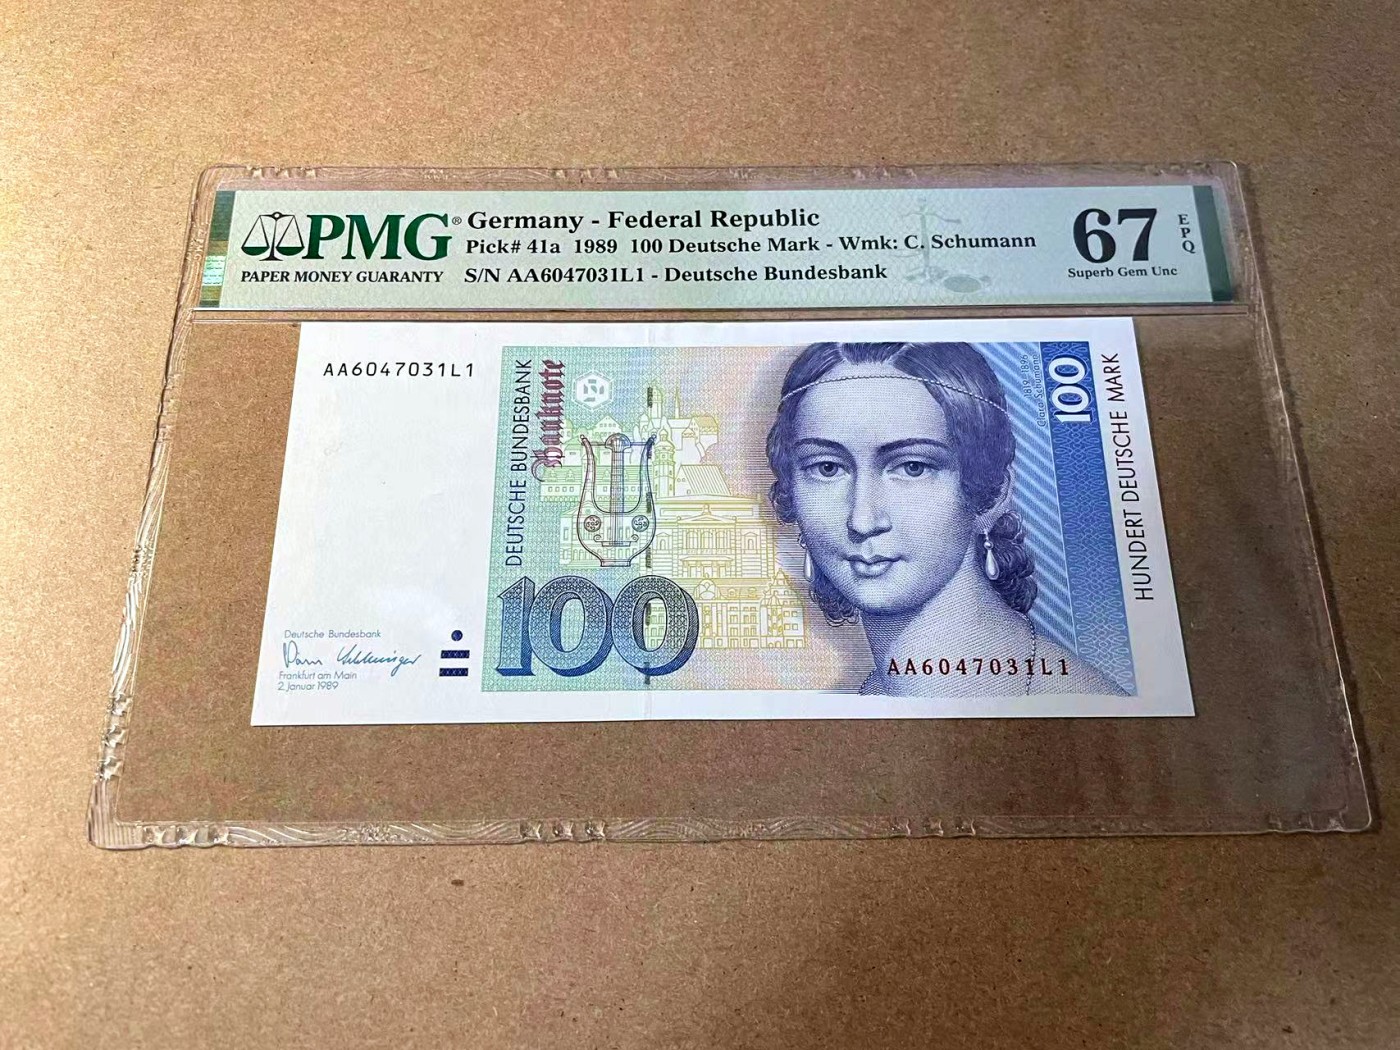 PMG®
PAPER MONEY GUARANTY
Germany - Federal Republic
Pick# 41a 1989 100 Deutsche Mark - Wmk: C. Schumann
S/N AA6047031L1 - Deutsche Bundesbank
67
EPQ
Superb Gem Unc
AA6047031L1
DEUTSCHE BUNDESBANK
Banknote
1819-1896
Clara Schumann
100
HUNDERT DEUTSCHE MARK
100
Deutsche Bundesbank
Frankfurt am Main
2. Januar 1989
AA6047031L1